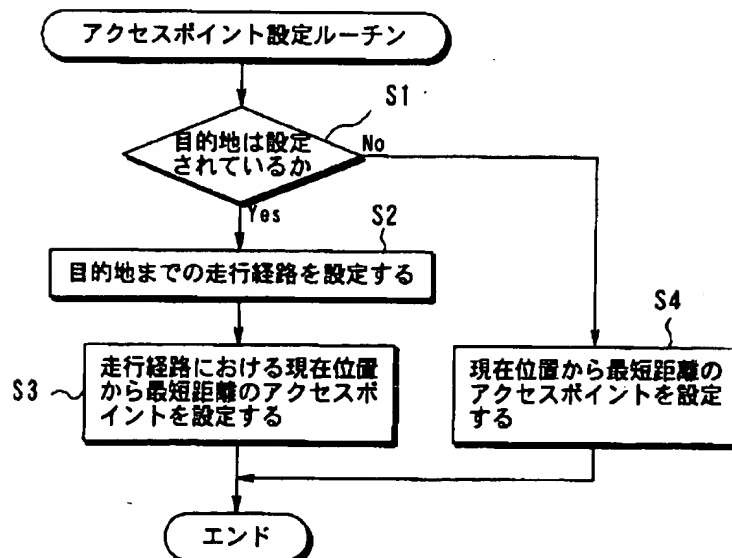 アクセスポイント設定ルーチン
S1
目的地は設定
されているか
No
Yes
S2
目的地までの走行経路を設定する
S3
走行経路における現在位置
から最短距離のアクセスポ
イントを設定する
S4
現在位置から最短距離の
アクセスポイントを設定
する
エンド